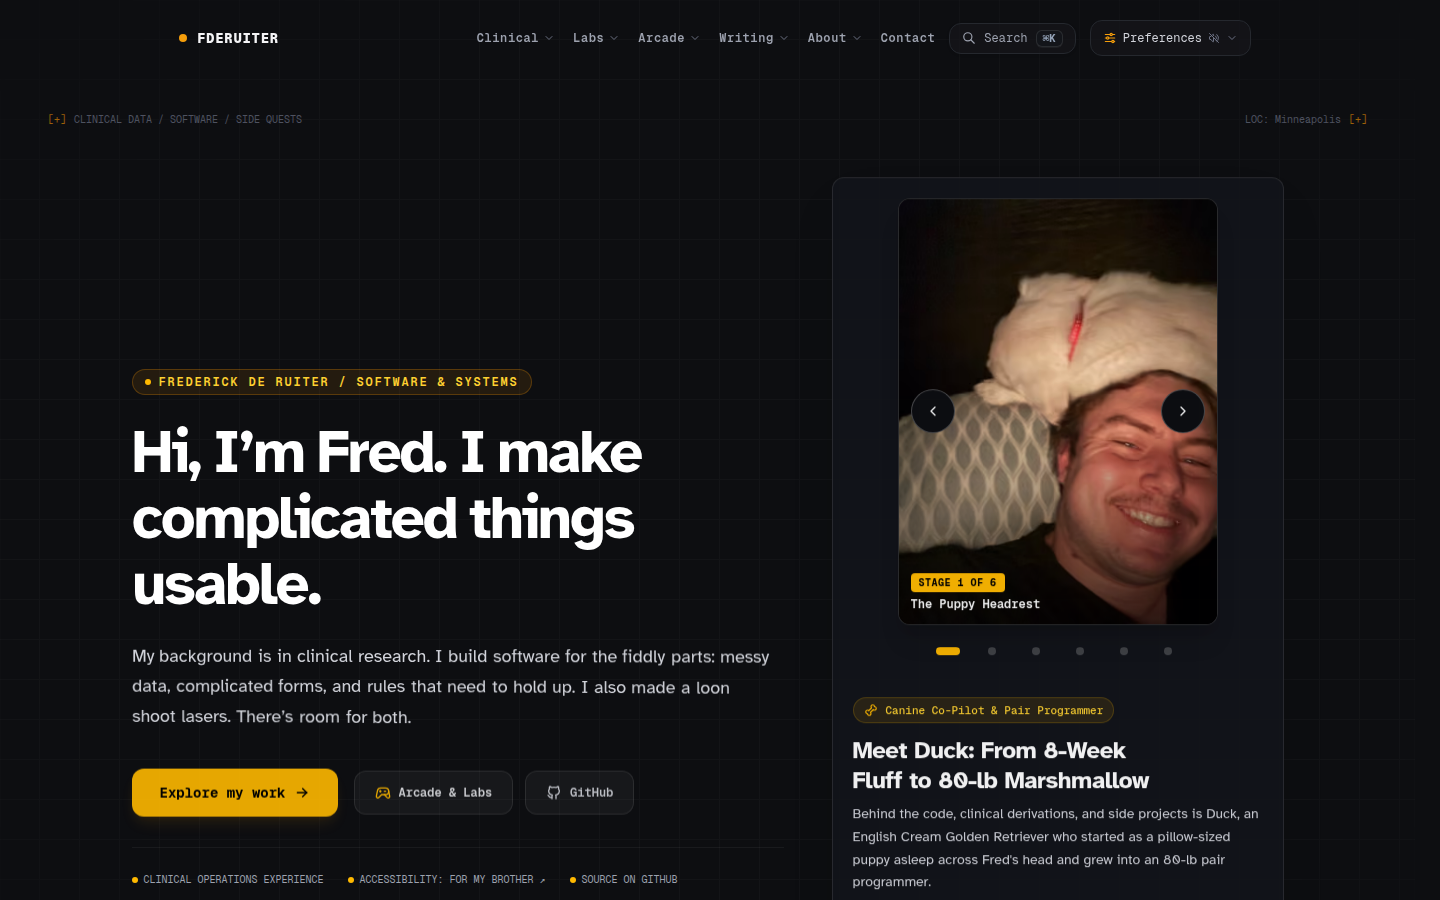 FDERUITER
Clinical
Labs
Arcade
Writing
About
Contact
Search ⌘K
Preferences
[+] CLINICAL DATA / SOFTWARE / SIDE QUESTS
LOC: Minneapolis [+]
FREDERICK DE RUITER / SOFTWARE & SYSTEMS
Hi, I’m Fred. I make
complicated things
usable.
My background is in clinical research. I build software for the fiddly parts: messy
data, complicated forms, and rules that need to hold up. I also made a loon
shoot lasers. There’s room for both.
Explore my work →
Arcade & Labs
GitHub
CLINICAL OPERATIONS EXPERIENCE
ACCESSIBILITY: FOR MY BROTHER ↗
SOURCE ON GITHUB
STAGE 1 OF 6
The Puppy Headrest
Canine Co-Pilot & Pair Programmer
Meet Duck: From 8-Week
Fluff to 80-lb Marshmallow
Behind the code, clinical derivations, and side projects is Duck, an
English Cream Golden Retriever who started as a pillow-sized
puppy asleep across Fred's head and grew into an 80-lb pair
programmer.